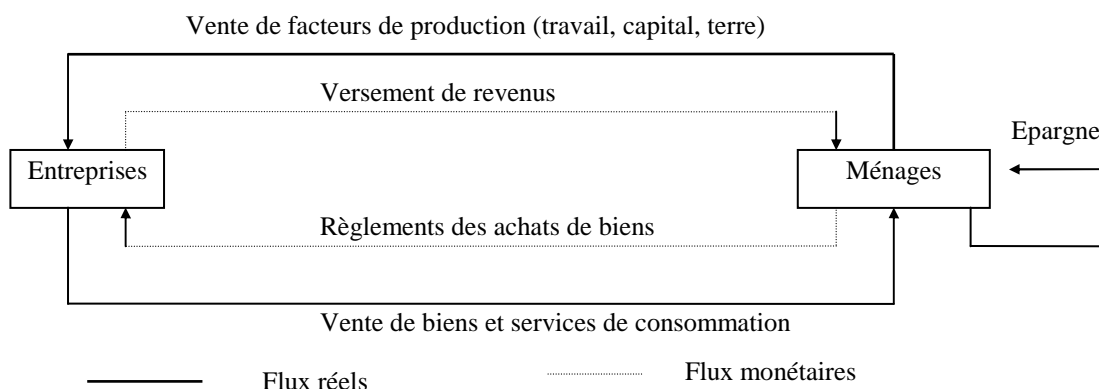 Vente de facteurs de production (travail, capital, terre)
Versement de revenus
Epargne
Entreprises
Ménages
Règlements des achats de biens
Vente de biens et services de consommation
Flux réels
Flux monétaires